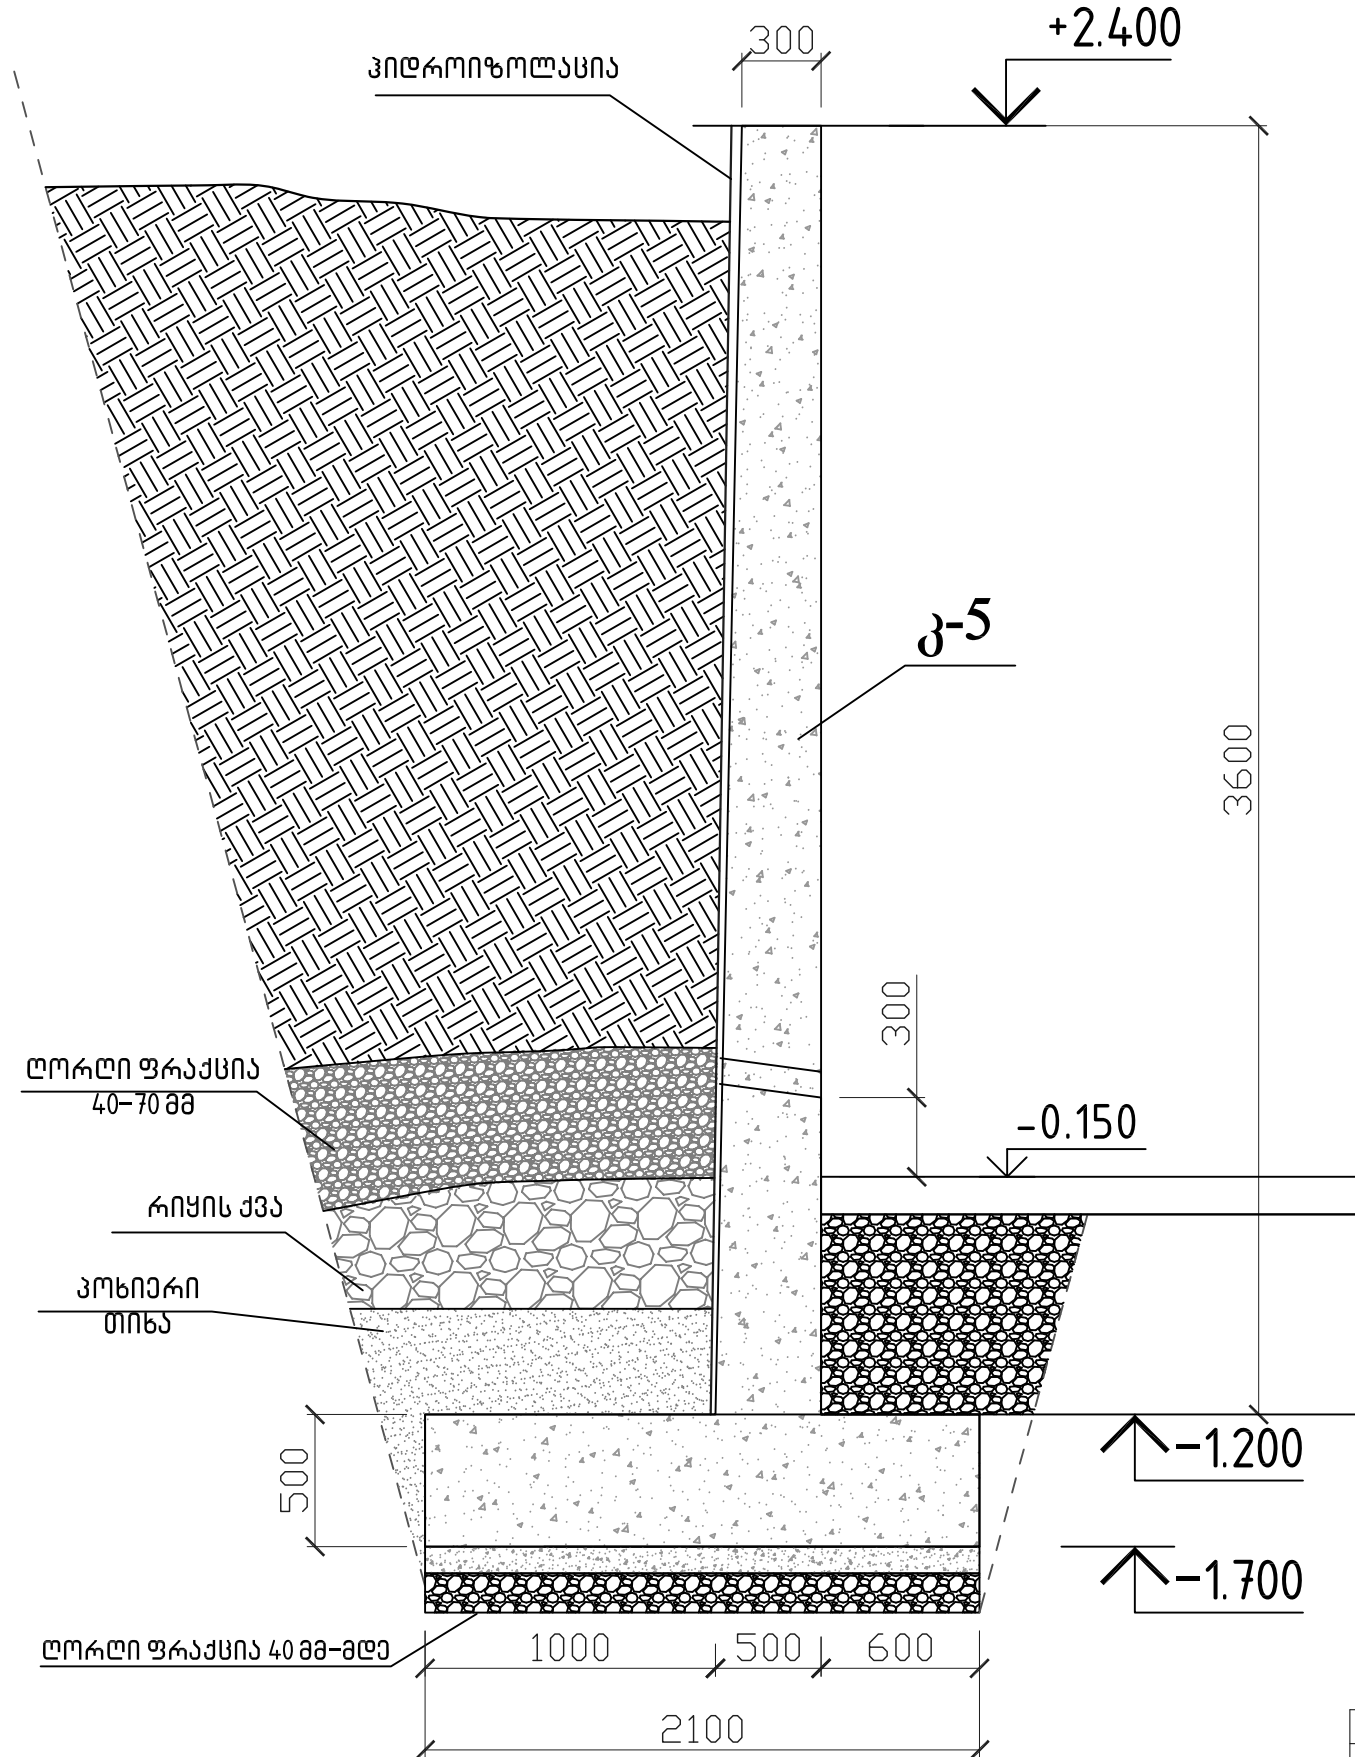 300
+2.400
ჰიდროიზოლაცია
კ-5
3600
300
ღორღი ფრაქცია
40-70 მმ
-0.150
რიყის ქვა
პოხიერი
თიხა
500
-1.200
-1.700
ღორღი ფრაქცია 40 მმ-მდე
1000 500 600
2100